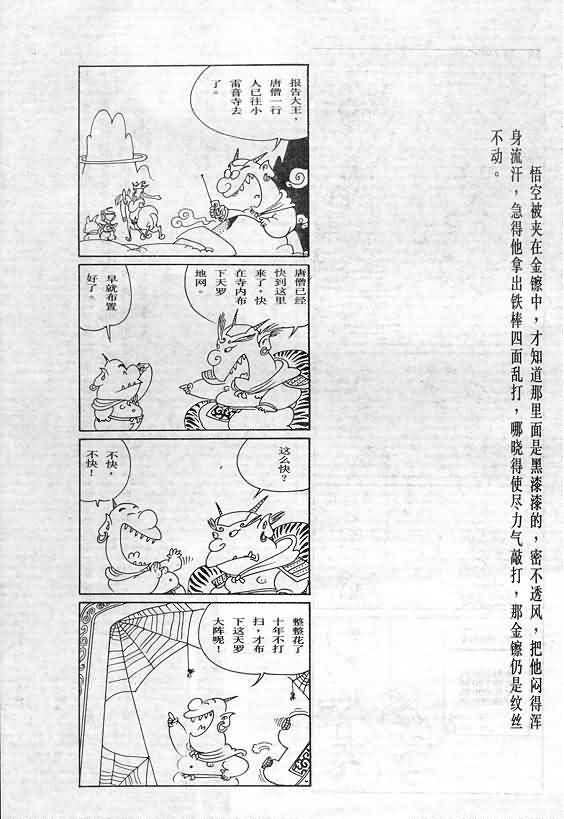 悟空被夹在金镲中，才知道那里面是黑漆漆的，密不透风，把他闷得浑
身流汗，急得他拿出铁棒四面乱打，哪晓得使尽力气敲打，那金镲仍是纹丝
不动。
报告大王，
唐僧一行
人已往小
雷音寺去
了。
唐僧已经
快到这里
来了，快
在寺内布
下天罗
地网。
早就布置
好了。
这么快？
不快，
不快！
整整花了
十年不打
扫，才布
下这天罗
大阵呢！